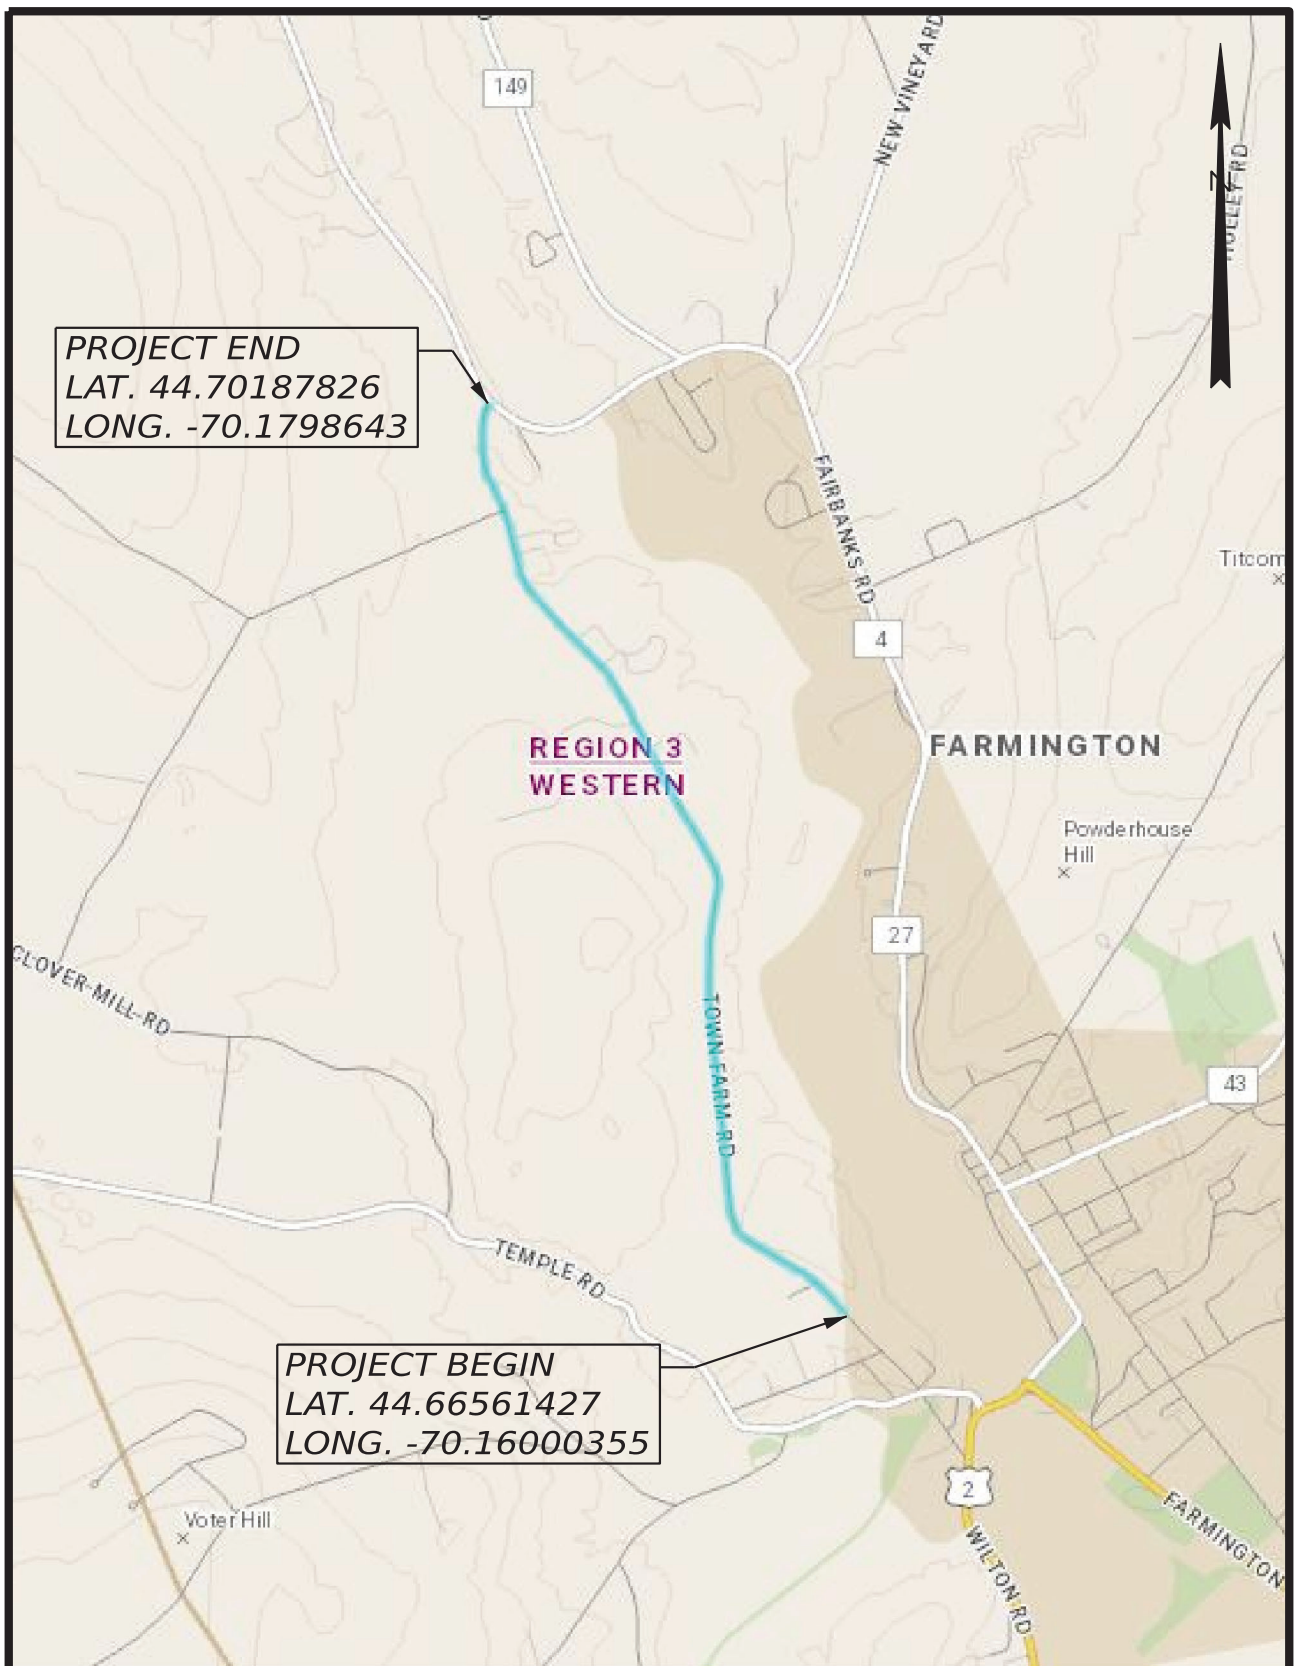 149
NEW VINEYARD
N
PROJECT END
LAT. 44.70187826
LONG. -70.1798643
FAIRBANKS RD
Titcom
4
REGION 3
WESTERN
FARMINGTON
Powderhouse
Hill
27
CLOVER MILL RD
TOWN FARM RD
43
TEMPLE RD
PROJECT BEGIN
LAT. 44.66561427
LONG. -70.16000355
2
Voter Hill
WILTON RD
FARMINGTON